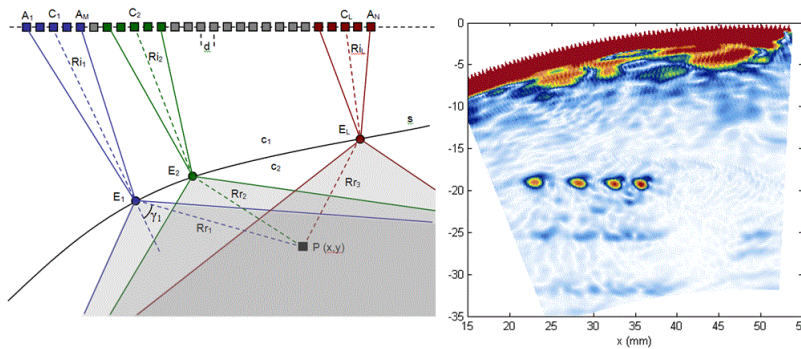 A1 C1 AM C2 CL AN
d
Ri1 Ri2 RiL
EL s
c1
E2 c2
E1 Rr2 Rr3
γ1 Rr1
P (x,y)
0
-5
-10
-15
-20
-25
-30
-35
15 20 25 30 35 40 45 50 55
x (mm)